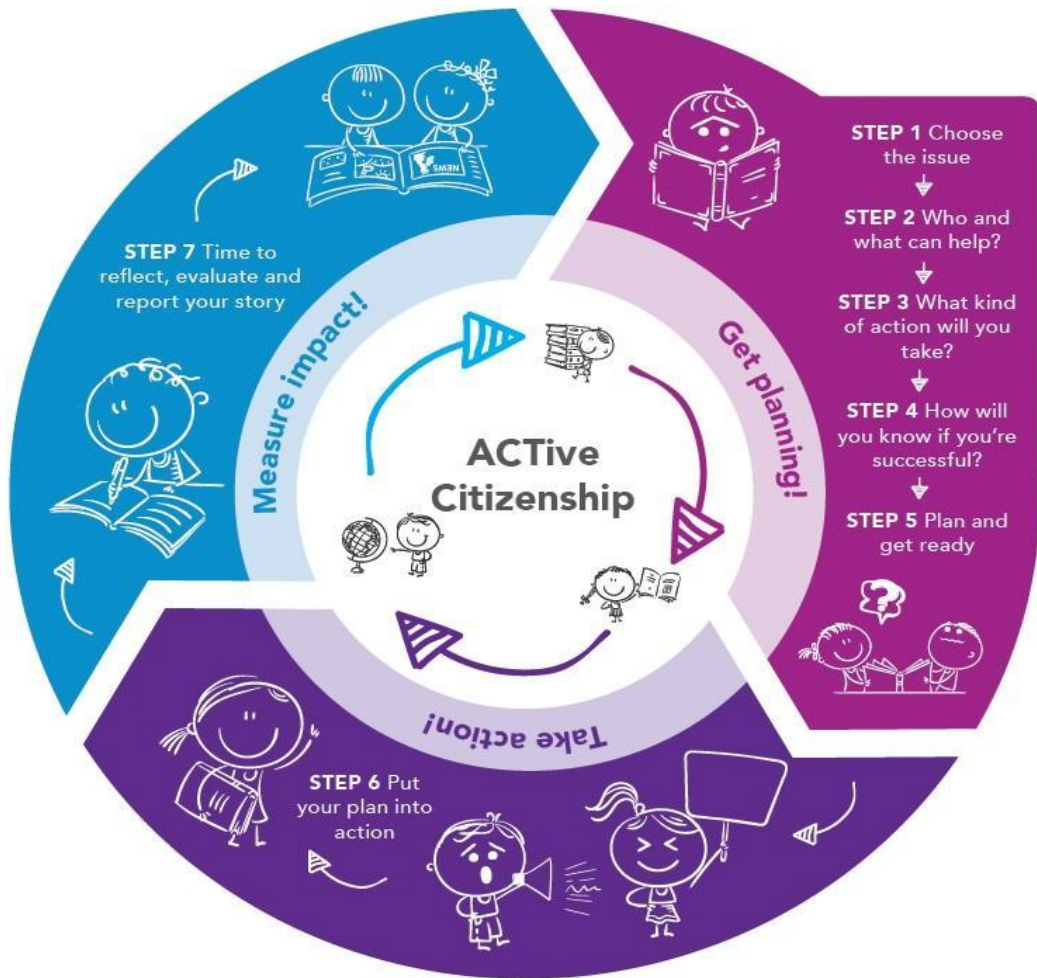 ACTive
Citizenship
Get planning!
STEP 1 Choose
the issue
STEP 2 Who and
what can help?
STEP 3 What kind
of action will you
take?
STEP 4 How will
you know if you're
successful?
STEP 5 Plan and
get ready
?
Take action!
STEP 6 Put
your plan into
action
Measure impact!
STEP 7 Time to
reflect, evaluate and
report your story
NEWS